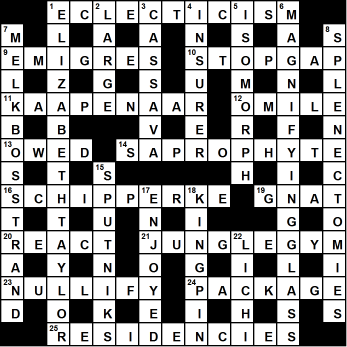 1 2 3 4 5 6
E C L E C T I C I S M
7 M L E A N S A 8 S
9 E M I G R E S 10 S T O P G A P
L Z G S U M N L
11 K A A P E N A A R 12 O M I L E
B B V E R F N
13 O W E D 14 S A P R O P H Y T E
S T 15 S H I C
16 S C H I P P 17 E R 18 K E 19 G N A T
T T U N I G O
20 R E A C T 21 J U N G 22 L E G Y M
A Y N O G I L I
23 N U L L I F Y 24 P A C K A G E
D O K E I H S S
25 R E S I D E N C I E S